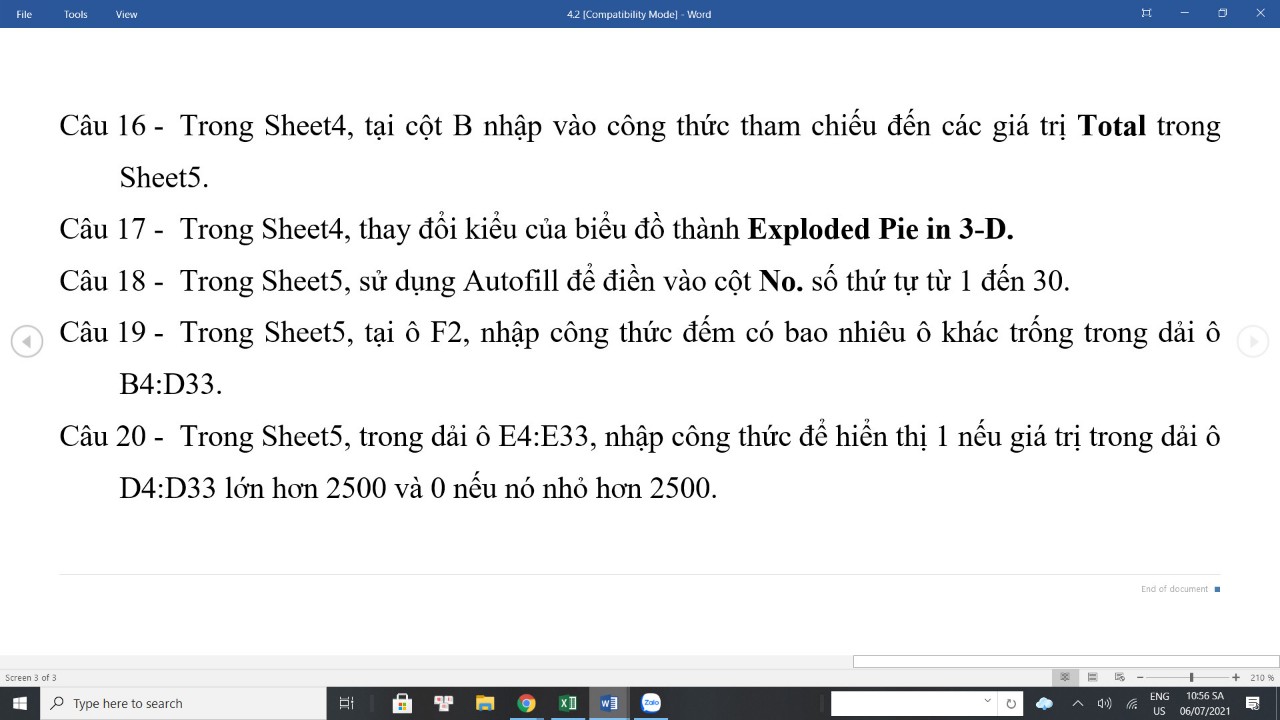 File Tools View 4.2 [Compatibility Mode] - Word
Câu 16 - Trong Sheet4, tại cột B nhập vào công thức tham chiếu đến các giá trị Total trong
Sheet5.
Câu 17 - Trong Sheet4, thay đổi kiểu của biểu đồ thành Exploded Pie in 3-D.
Câu 18 - Trong Sheet5, sử dụng Autofill để điền vào cột No. số thứ tự từ 1 đến 30.
Câu 19 - Trong Sheet5, tại ô F2, nhập công thức đếm có bao nhiêu ô khác trống trong dải ô
B4:D33.
Câu 20 - Trong Sheet5, trong dải ô E4:E33, nhập công thức để hiển thị 1 nếu giá trị trong dải ô
D4:D33 lớn hơn 2500 và 0 nếu nó nhỏ hơn 2500.
End of document
Screen 3 of 3 210 %
Type here to search Zalo ENG 10:56 SA
US 06/07/2021